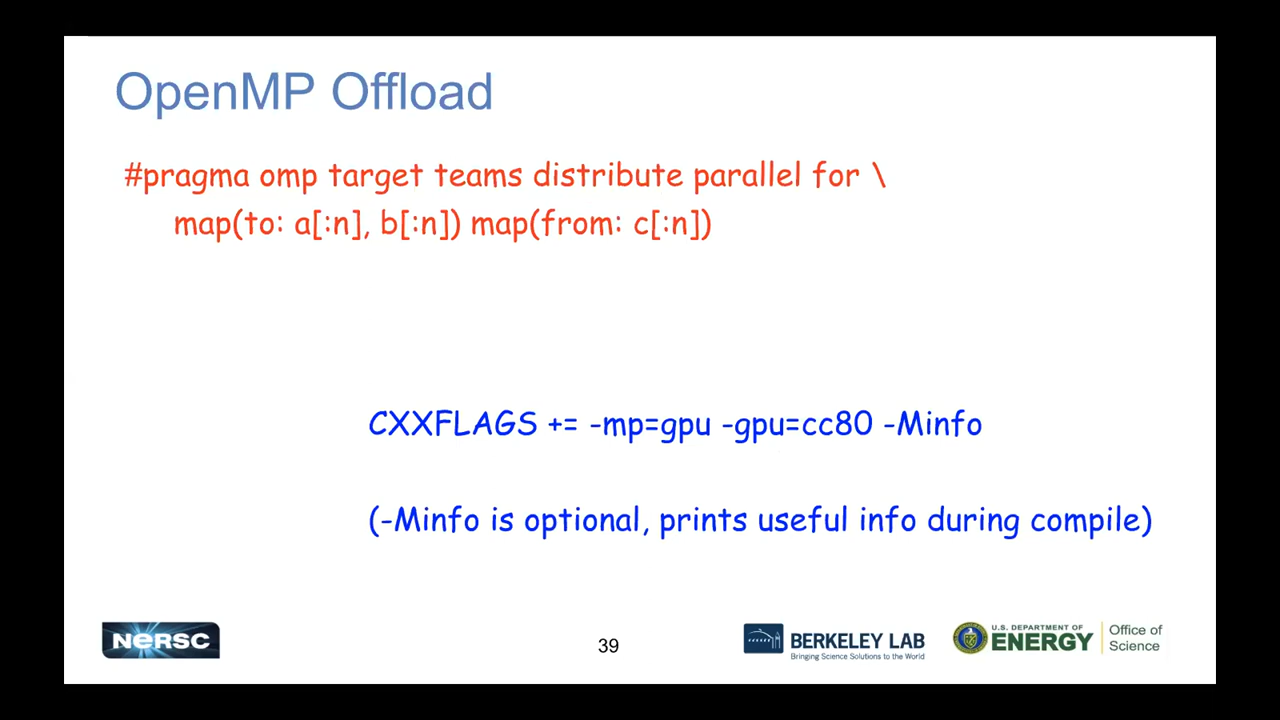 OpenMP Offload
#pragma omp target teams distribute parallel for \
map(to: a[:n], b[:n]) map(from: c[:n])
CXXFLAGS += -mp=gpu -gpu=cc80 -Minfo
(-Minfo is optional, prints useful info during compile)
NERSC
39
BERKELEY LAB
Bringing Science Solutions to the World
U.S. DEPARTMENT OF
ENERGY
Office of
Science